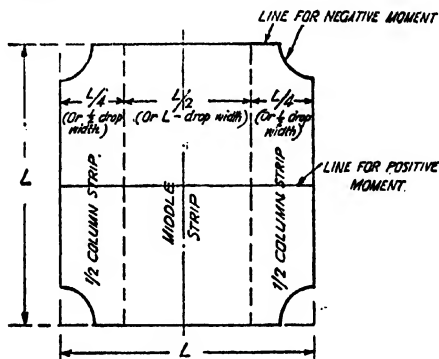 LINE FOR NEGATIVE MOMENT
L/4
(Or ½ drop
width)
L/2
(Or L - drop width)
L/4
(Or ½ drop
width)
L
LINE FOR POSITIVE
MOMENT.
1/2 COLUMN STRIP.
MIDDLE
STRIP
1/2 COLUMN STRIP
L